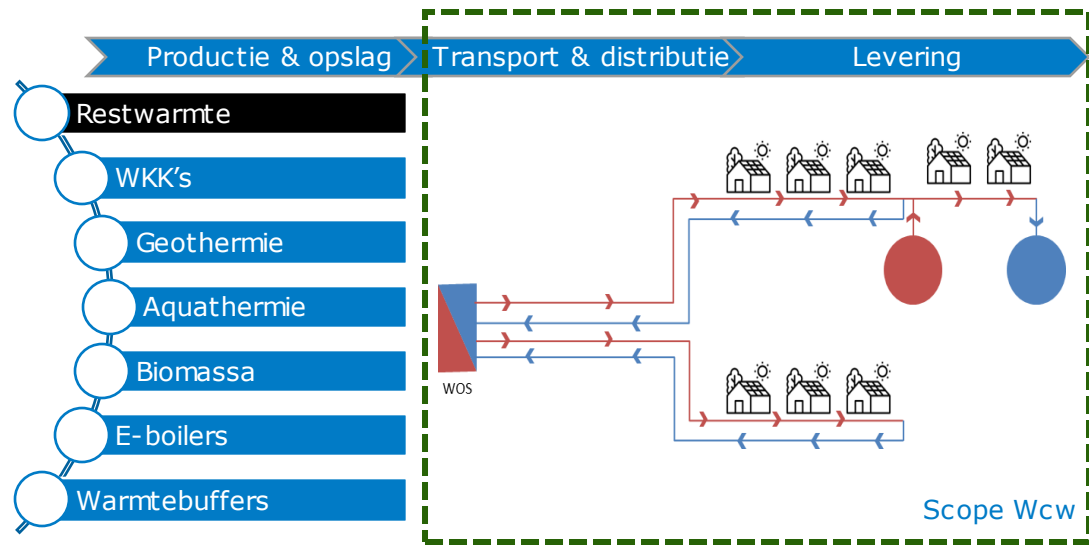 Productie & opslag
Transport & distributie
Levering
Restwarmte
WKK's
Geothermie
Aquathermie
Biomassa
E-boilers
Warmtebuffers
WOS
Scope Wcw